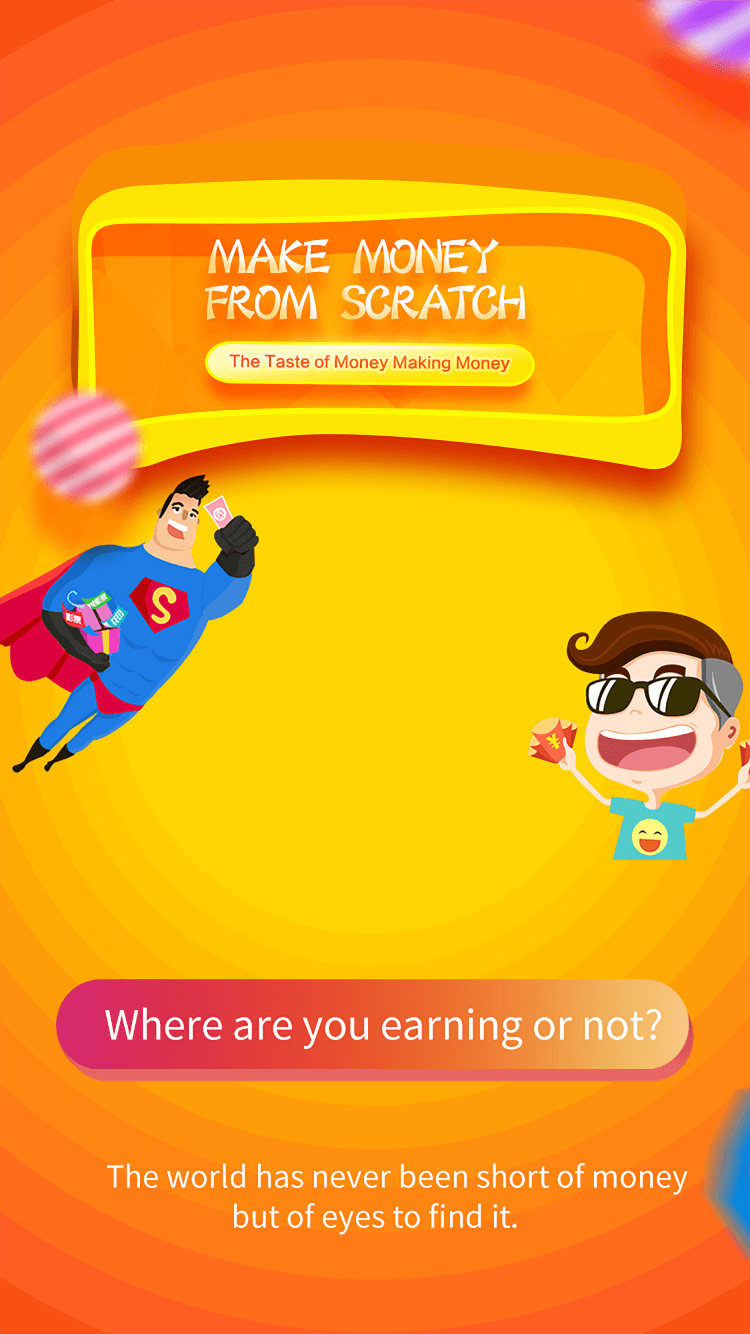 MAKE MONEY
FROM SCRATCH
The Taste of Money Making Money
S
¥
Where are you earning or not?
The world has never been short of money
but of eyes to find it.